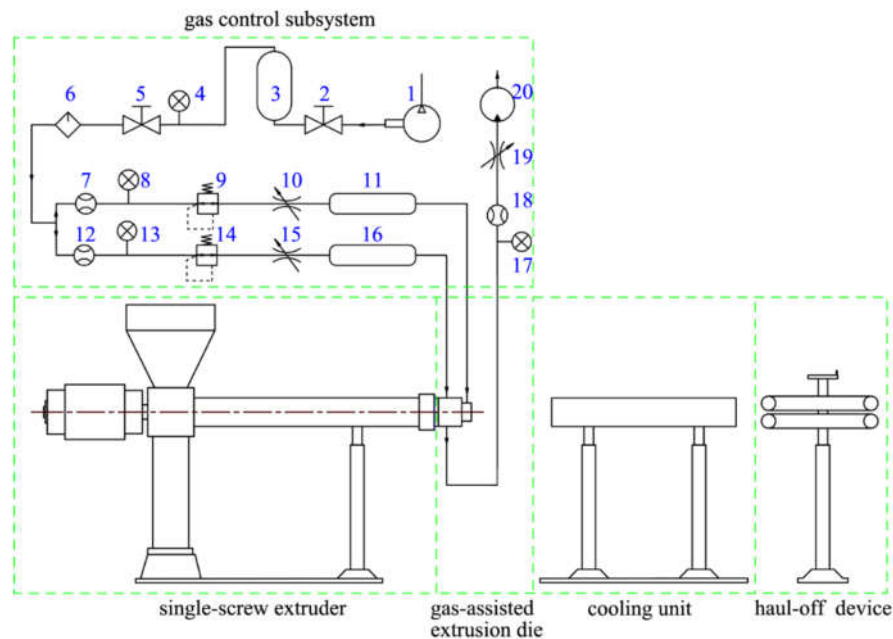 gas control subsystem
6 5 4 3 2 1 20
19
7 8 9 10 11 18
12 13 14 15 16 17
single-screw extruder
gas-assisted
extrusion die
cooling unit
haul-off device